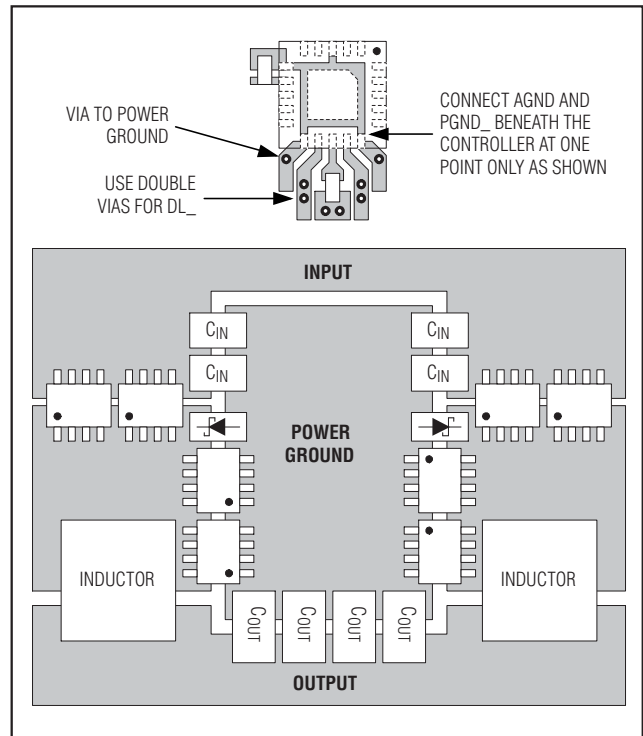 VIA TO POWER
GROUND
USE DOUBLE
VIAS FOR DL_
CONNECT AGND AND
PGND_ BENEATH THE
CONTROLLER AT ONE
POINT ONLY AS SHOWN
INPUT
CIN
CIN
CIN
CIN
POWER
GROUND
INDUCTOR
INDUCTOR
COUT
COUT
COUT
COUT
OUTPUT